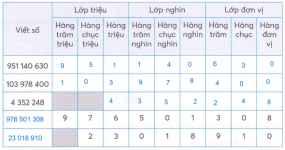 Viết số Lớp triệu Lớp nghìn Lớp đơn vị
Hàng trăm triệu Hàng chục triệu Hàng triệu Hàng trăm nghìn Hàng chục nghìn Hàng nghìn Hàng trăm Hàng chục Hàng đơn vị
951 140 630 9 5 1 1 4 0 6 3 0
103 978 400 1 0 3 9 7 8 4 0 0
4 352 248 4 3 5 2 2 4 8
976 501 308 9 7 6 5 0 1 3 0 8
23 018 910 2 3 0 1 8 9 1 0